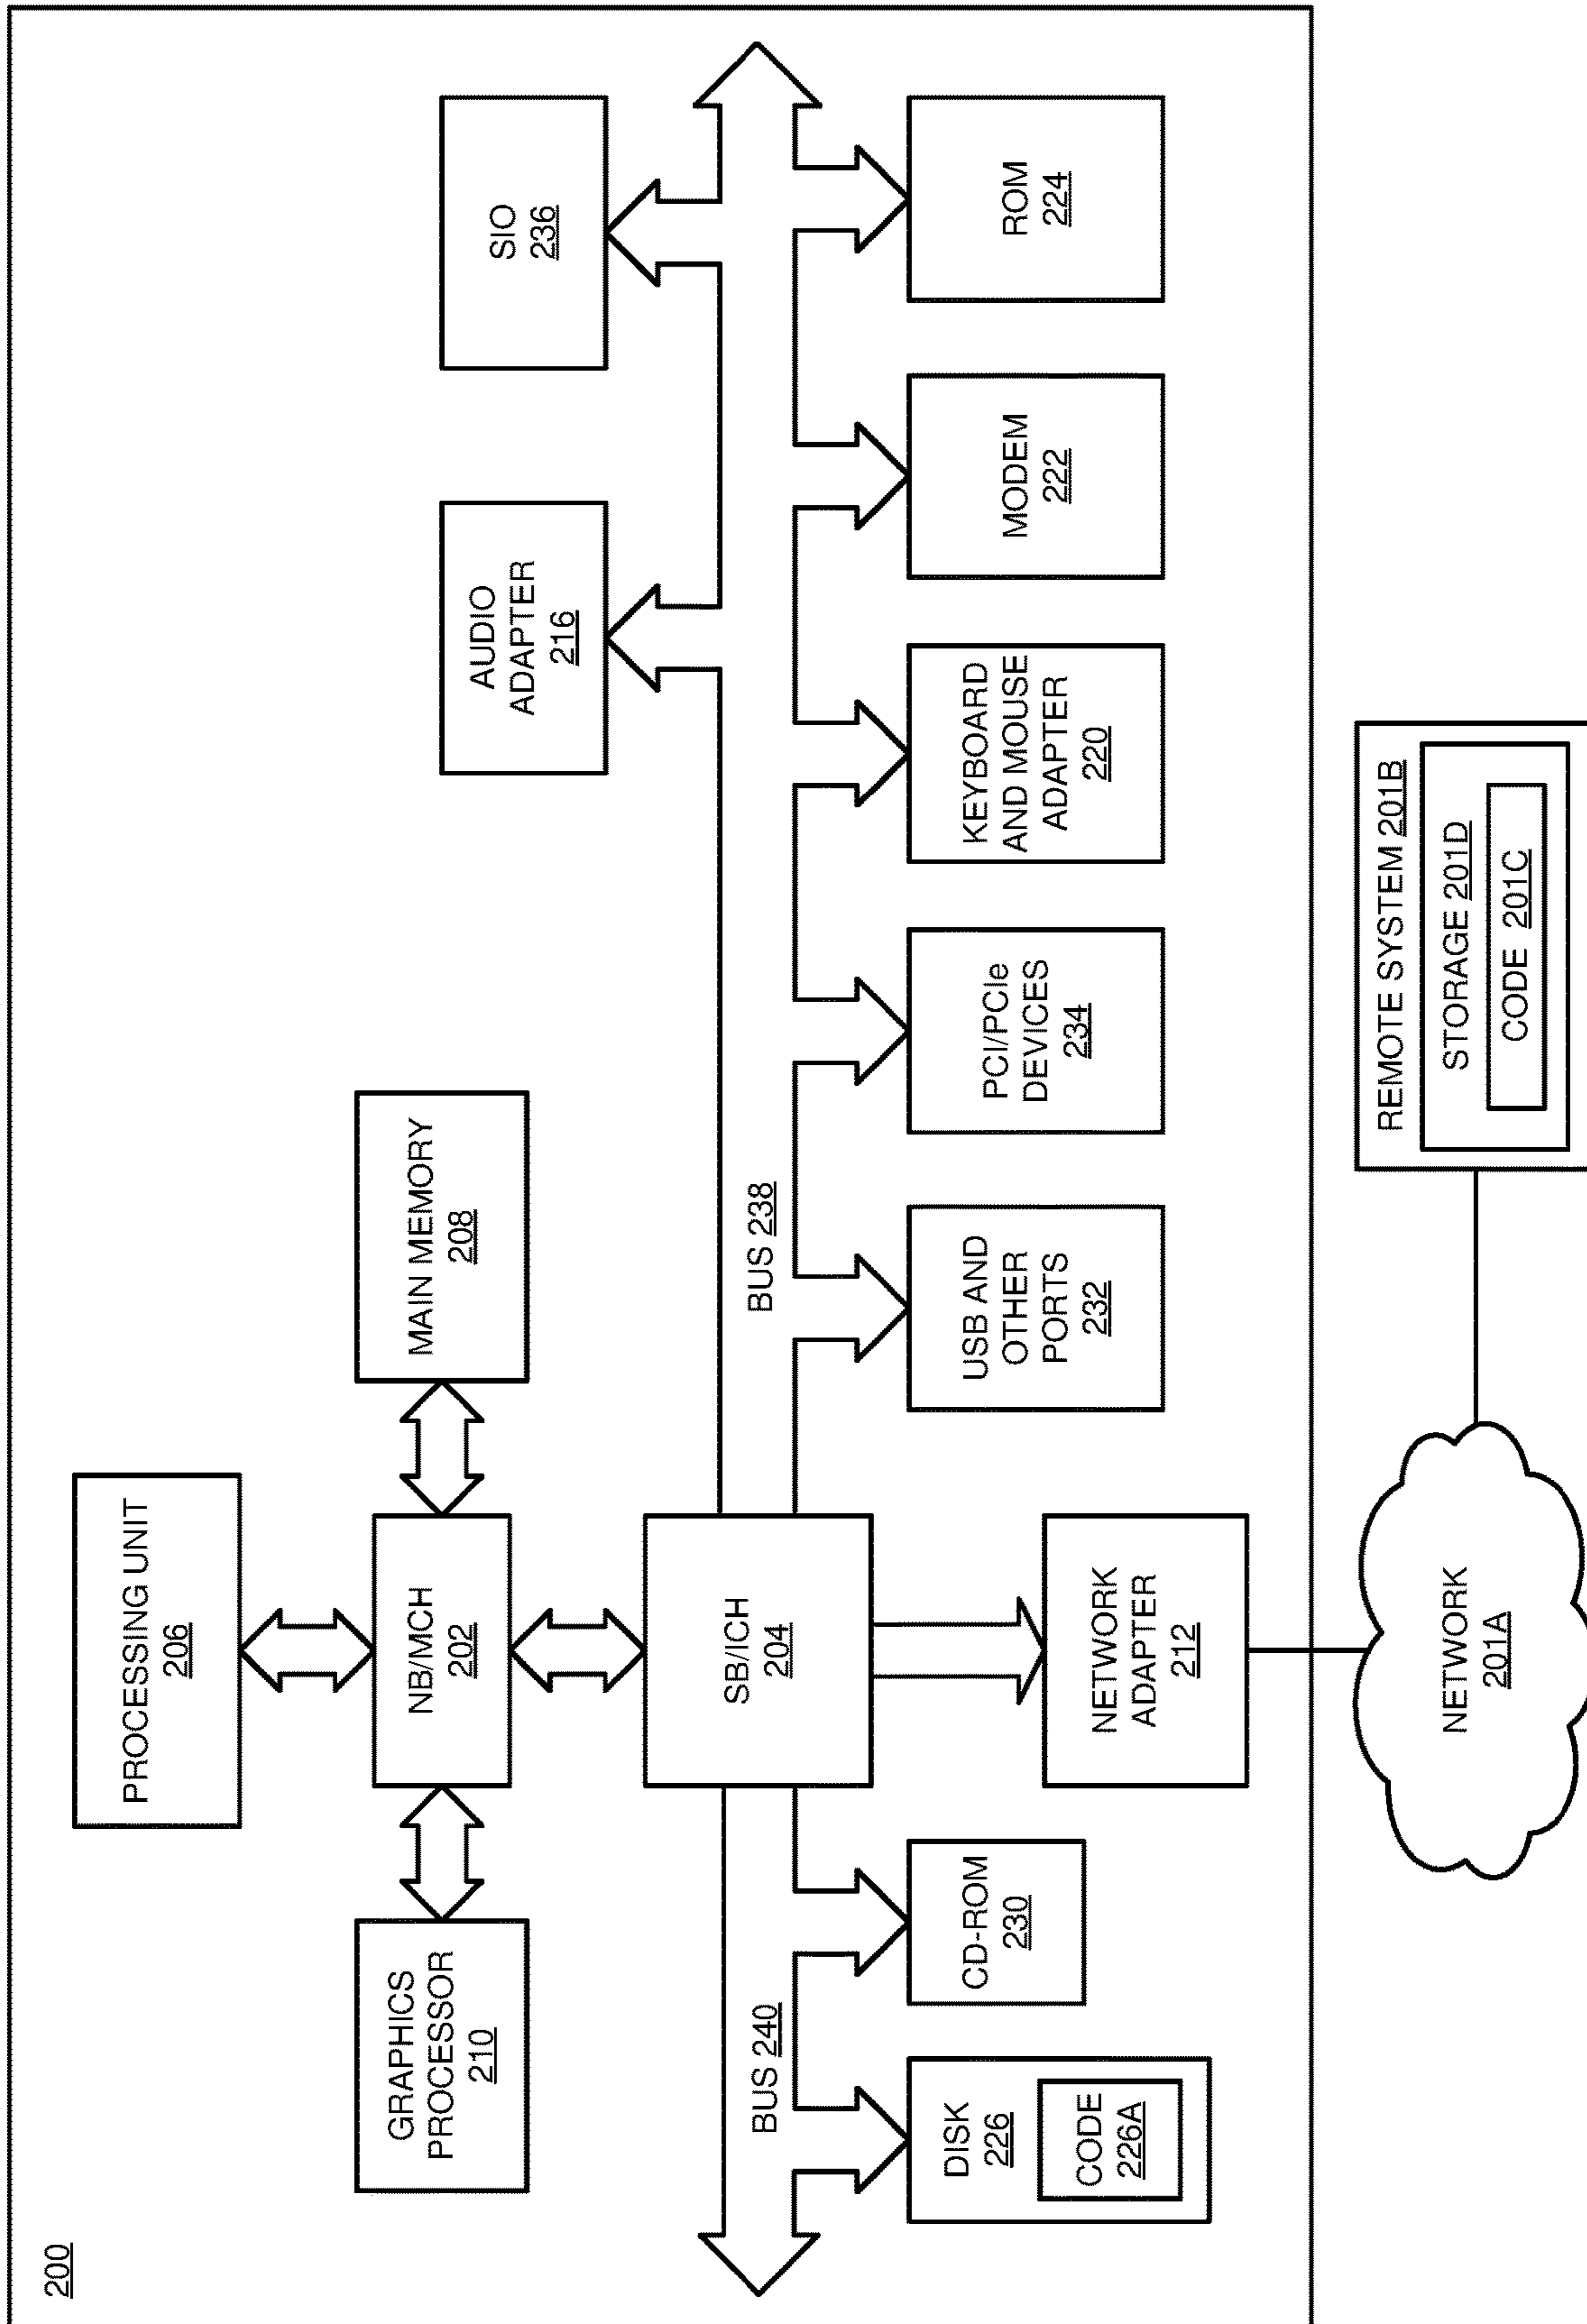 200
PROCESSING UNIT
206
GRAPHICS
PROCESSOR
210
NB/MCH
202
MAIN MEMORY
208
AUDIO
ADAPTER
216
SIO
236
SB/ICH
204
BUS 240
BUS 238
DISK
226
CODE
226A
CD-ROM
230
NETWORK
ADAPTER
212
USB AND
OTHER
PORTS
232
PCI/PCIe
DEVICES
234
KEYBOARD
AND MOUSE
ADAPTER
220
MODEM
222
ROM
224
NETWORK
201A
REMOTE SYSTEM 201B
STORAGE 201D
CODE 201C